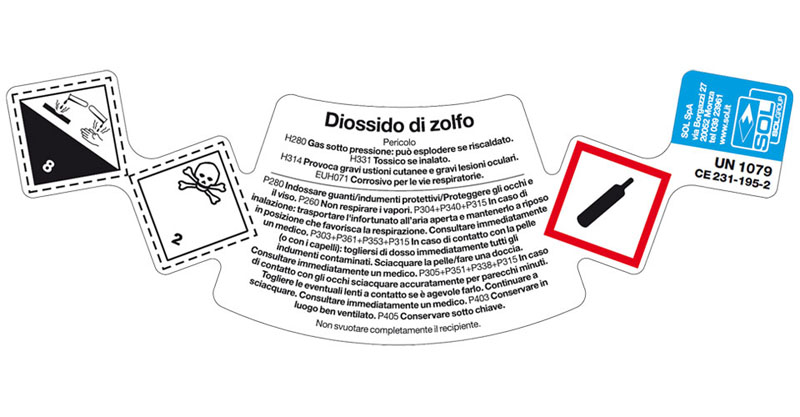 8
2
Diossido di zolfo
Pericolo
H280 Gas sotto pressione: può esplodere se riscaldato.
H331 Tossico se inalato.
H314 Provoca gravi ustioni cutanee e gravi lesioni oculari.
EUH071 Corrosivo per le vie respiratorie.
P280 Indossare guanti/indumenti protettivi/Proteggere gli occhi e
il viso. P260 Non respirare i vapori. P304+P340+P315 In caso di
inalazione: trasportare l'infortunato all'aria aperta e mantenerlo a riposo
in posizione che favorisca la respirazione. Consultare immediatamente
un medico. P303+P361+P353+P315 In caso di contatto con la pelle
(o con i capelli): togliersi di dosso immediatamente tutti gli
indumenti contaminati. Sciacquare la pelle/fare una doccia.
Consultare immediatamente un medico. P305+P351+P338+P315 In caso
di contatto con gli occhi sciacquare accuratamente per parecchi minuti.
Togliere le eventuali lenti a contatto se è agevole farlo. Continuare a
sciacquare. Consultare immediatamente un medico. P403 Conservare in
luogo ben ventilato. P405 Conservare sotto chiave.
Non svuotare completamente il recipiente.
SOL SpA
via Borgazzi 27
20052 Monza
tel 039 23961
www.sol.it
SOL
SOLGROUP
UN 1079
CE 231-195-2